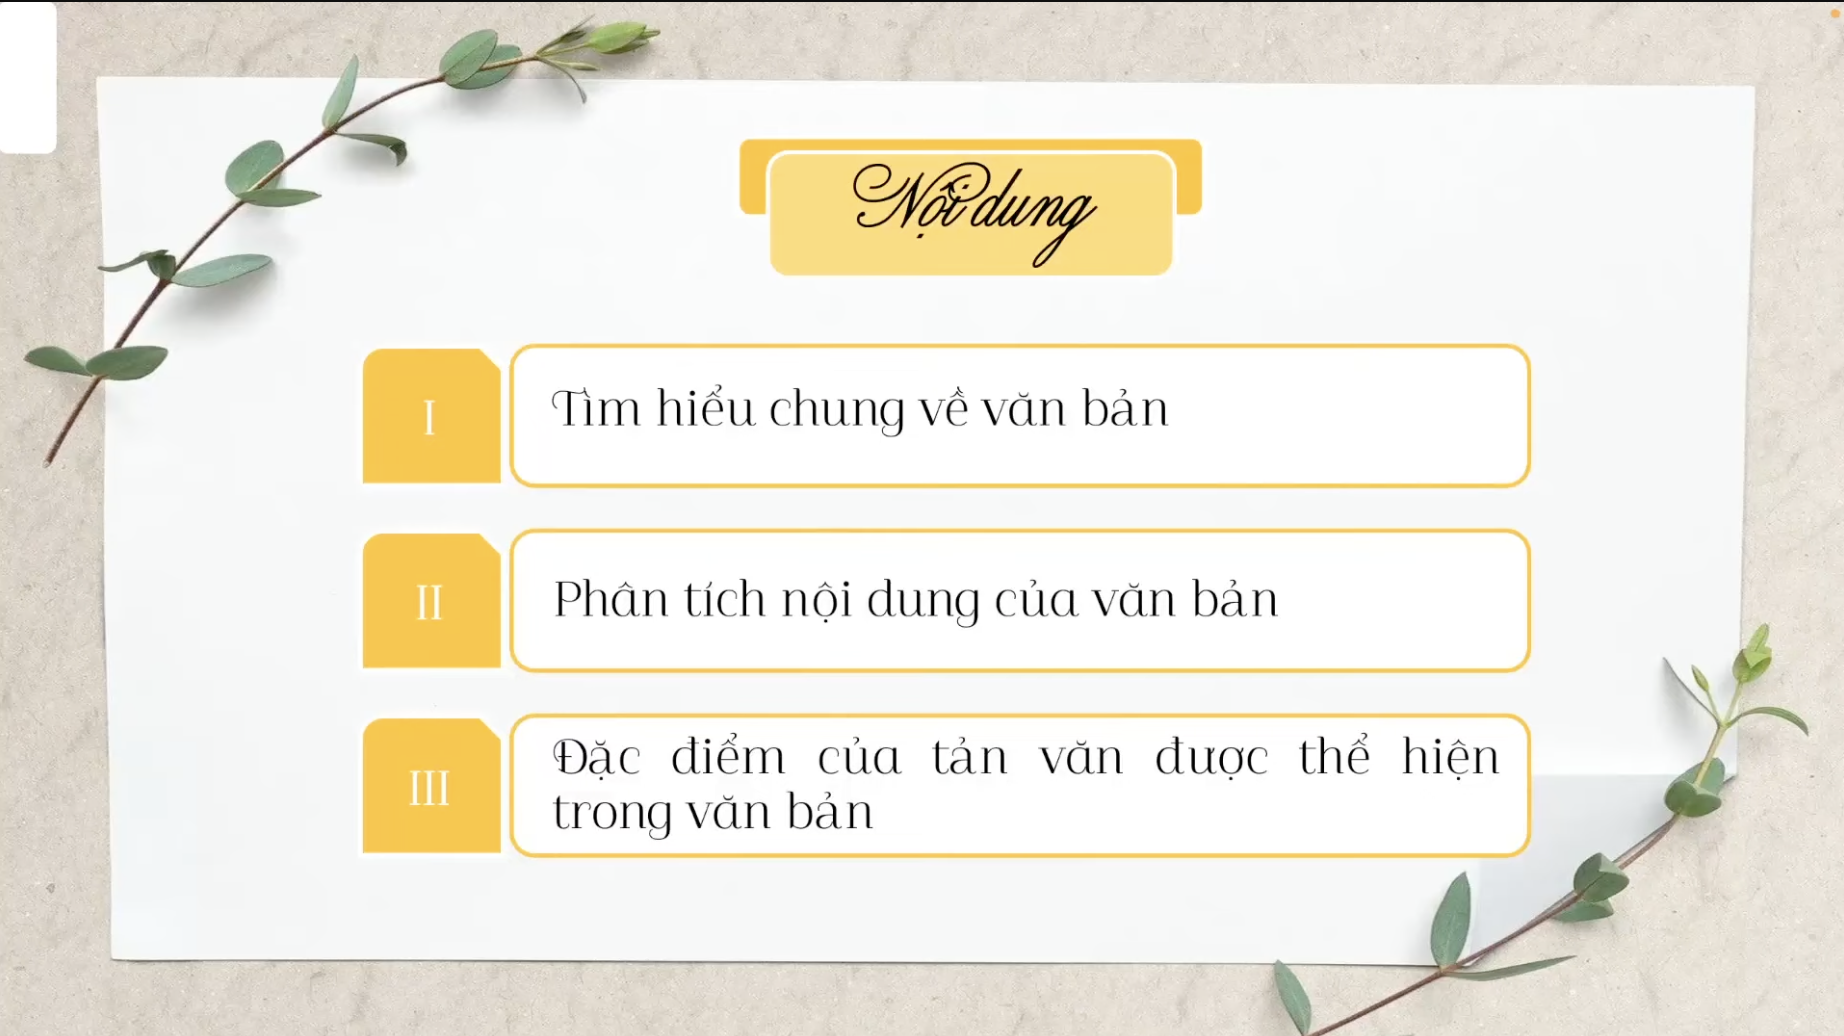 Nội dung
I
Tìm hiểu chung về văn bản
II
Phân tích nội dung của văn bản
III
Đặc điểm của tản văn được thể hiện
trong văn bản